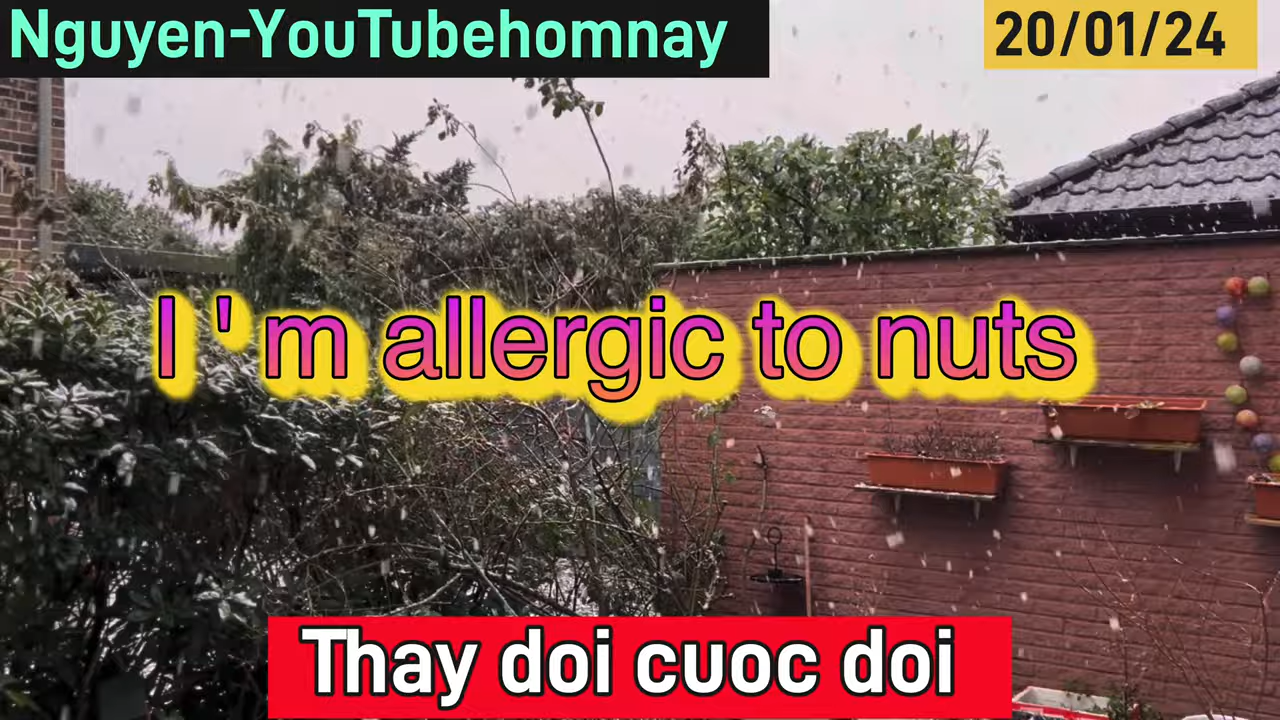 Nguyen-YouTubehomnay
20/01/24
I ' m allergic to nuts
Thay doi cuoc doi